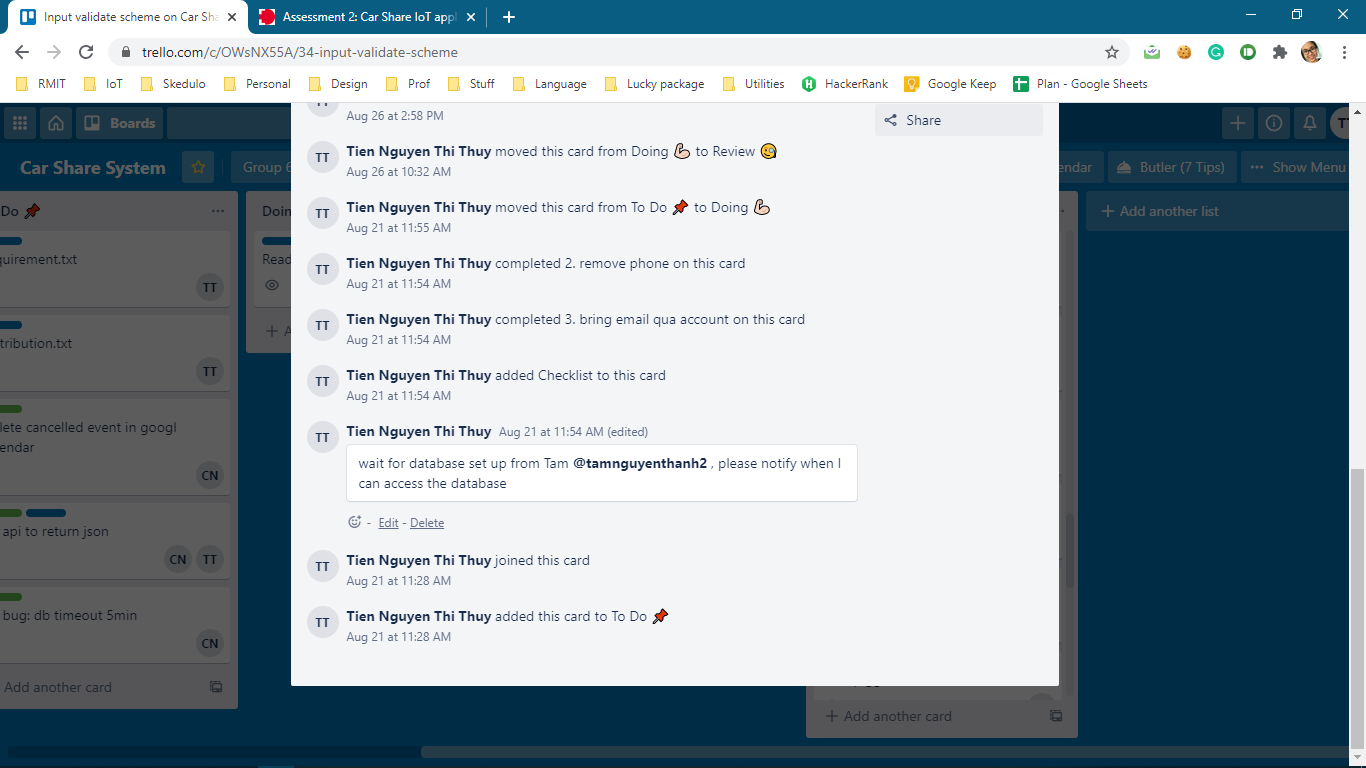 Input validate scheme on Car Sha
Assessment 2: Car Share IoT appl
trello.com/c/OWsNX55A/34-input-validate-scheme
RMIT
IoT
Skedulo
Personal
Design
Prof
Stuff
Language
Lucky package
Utilities
HackerRank
Google Keep
Plan - Google Sheets
Boards
Car Share System
Group 6
endar
Butler (7 Tips)
Show Menu
Do 📌
quirement.txt
TT
tribution.txt
TT
lete cancelled event in googl
endar
CN
api to return json
CN TT
bug: db timeout 5min
CN
Add another card
Doin
Read
Share
Aug 26 at 2:58 PM
TT
Tien Nguyen Thi Thuy moved this card from Doing 💪🏻 to Review 🧐
Aug 26 at 10:32 AM
TT
Tien Nguyen Thi Thuy moved this card from To Do 📌 to Doing 💪🏻
Aug 21 at 11:55 AM
TT
Tien Nguyen Thi Thuy completed 2. remove phone on this card
Aug 21 at 11:54 AM
TT
Tien Nguyen Thi Thuy completed 3. bring email qua account on this card
Aug 21 at 11:54 AM
TT
Tien Nguyen Thi Thuy added Checklist to this card
Aug 21 at 11:54 AM
TT
Tien Nguyen Thi Thuy Aug 21 at 11:54 AM (edited)
wait for database set up from Tam @tamnguyenthanh2 , please notify when I
can access the database
- Edit - Delete
TT
Tien Nguyen Thi Thuy joined this card
Aug 21 at 11:28 AM
TT
Tien Nguyen Thi Thuy added this card to To Do 📌
Aug 21 at 11:28 AM
+ Add another list
+ Add another card